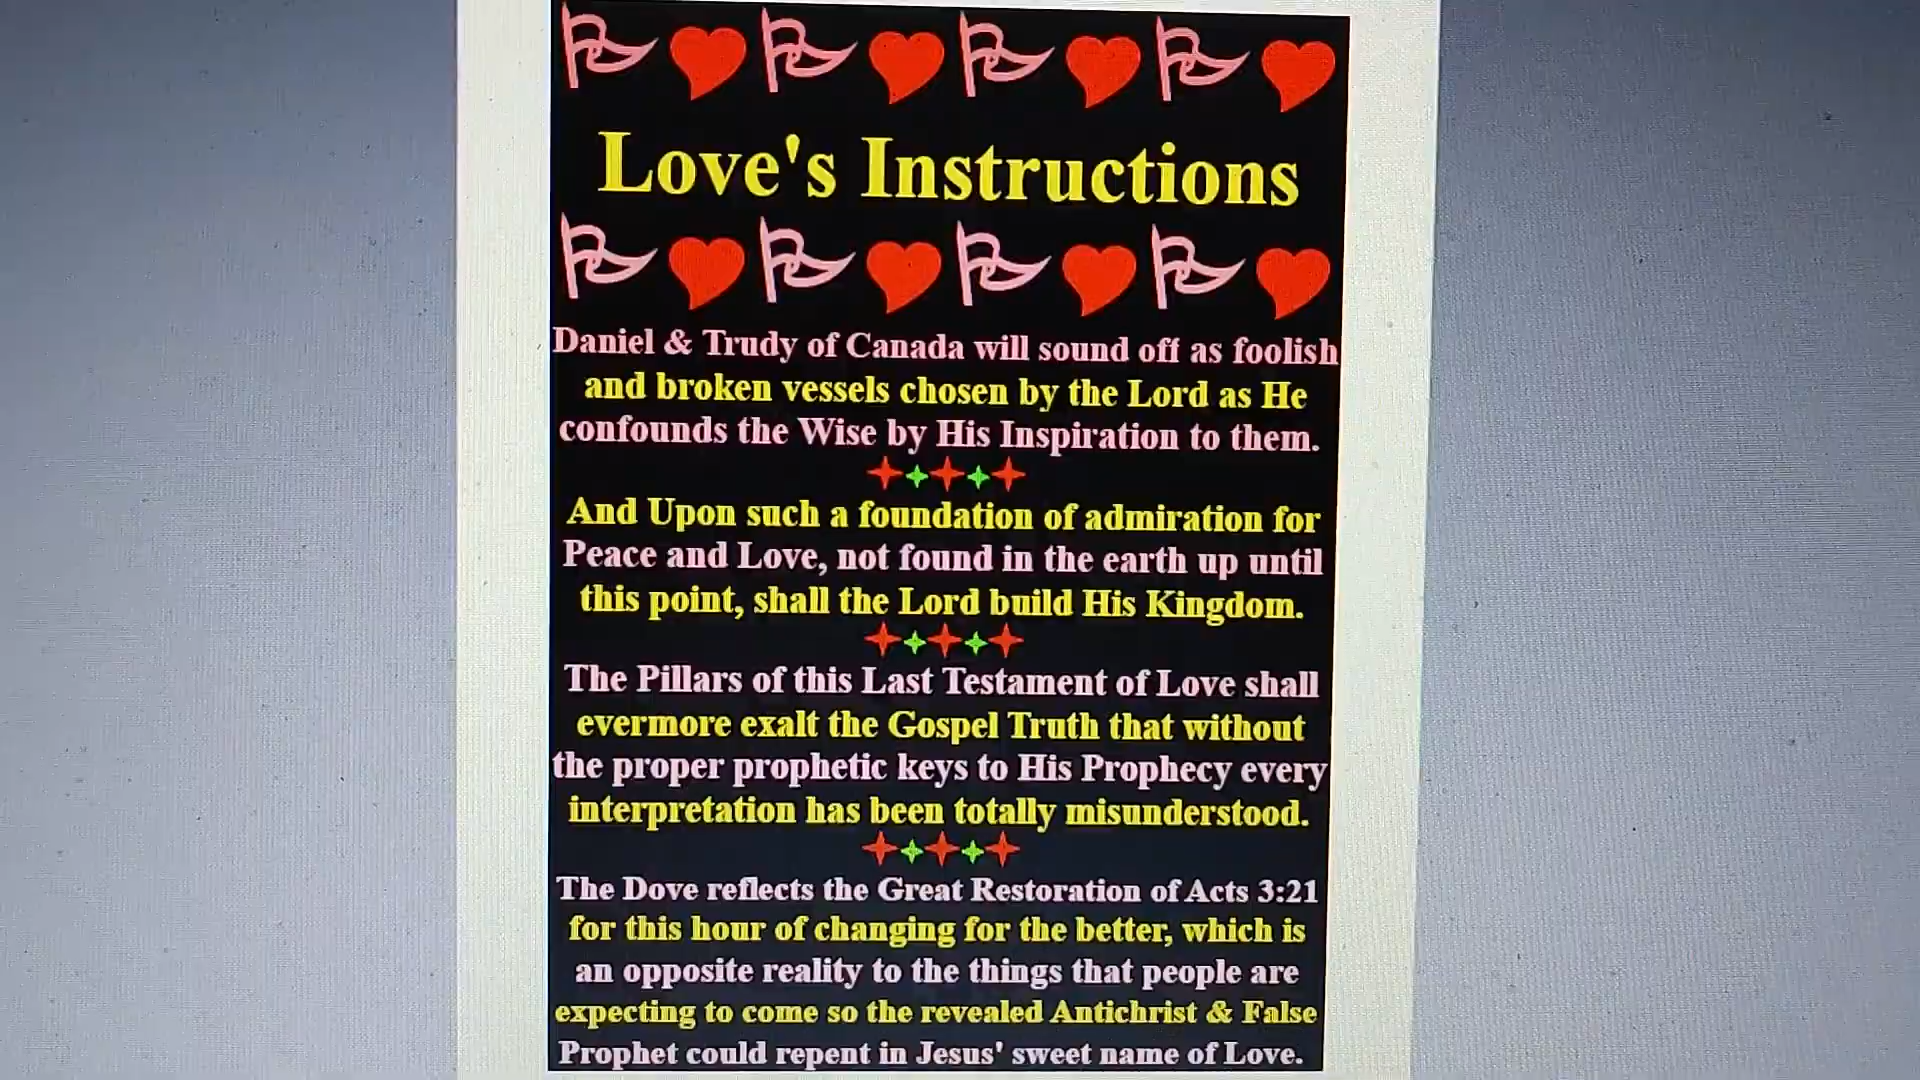 Love's Instructions
Daniel & Trudy of Canada will sound off as foolish
and broken vessels chosen by the Lord as He
confounds the Wise by His Inspiration to them.
And Upon such a foundation of admiration for
Peace and Love, not found in the earth up until
this point, shall the Lord build His Kingdom.
The Pillars of this Last Testament of Love shall
evermore exalt the Gospel Truth that without
the proper prophetic keys to His Prophecy every
interpretation has been totally misunderstood.
The Dove reflects the Great Restoration of Acts 3:21
for this hour of changing for the better, which is
an opposite reality to the things that people are
expecting to come so the revealed Antichrist & False
Prophet could repent in Jesus' sweet name of Love.